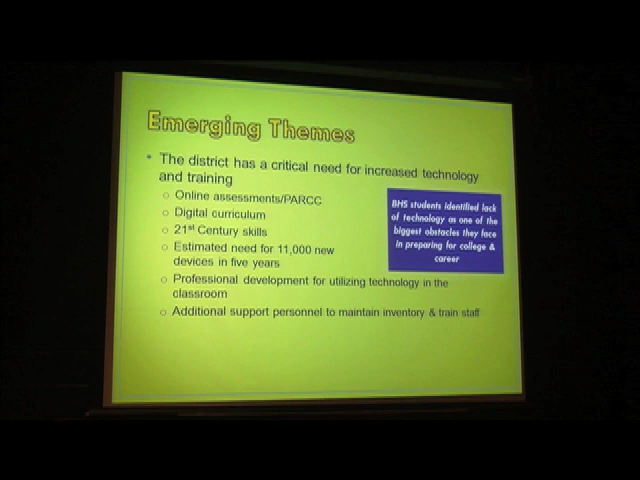 Emerging Themes
• The district has a critical need for increased technology
and training
o Online assessments/PARCC
o Digital curriculum
o 21st Century skills
o Estimated need for 11,000 new
devices in five years
o Professional development for utilizing technology in the
classroom
o Additional support personnel to maintain inventory & train staff
BHS students identified lack
of technology as one of the
biggest obstacles they face
in preparing for college &
career